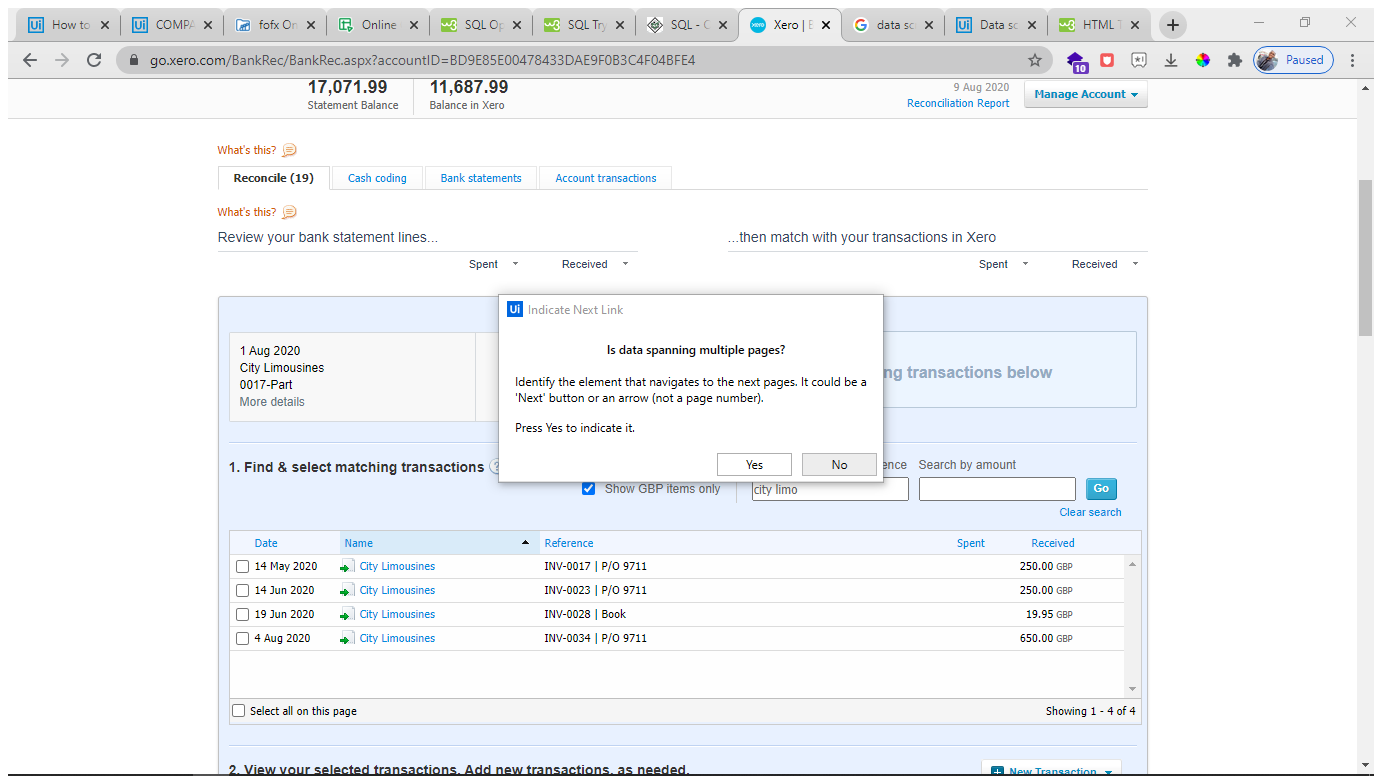 How to
COMPA
fofx On
Online
SQL Op
SQL Try
SQL - C
Xero | B
data sc
Data sc
HTML T
go.xero.com/BankRec/BankRec.aspx?accountID=BD9E85E00478433DAE9F0B3C4F04BFE4
10
Paused
17,071.99
11,687.99
Statement Balance
Balance in Xero
9 Aug 2020
Reconciliation Report
Manage Account
What's this?
Reconcile (19)
Cash coding
Bank statements
Account transactions
What's this?
Review your bank statement lines...
...then match with your transactions in Xero
Spent
Received
Spent
Received
Ui Indicate Next Link
Is data spanning multiple pages?
Identify the element that navigates to the next pages. It could be a
'Next' button or an arrow (not a page number).
Press Yes to indicate it.
Yes
No
1 Aug 2020
City Limousines
0017-Part
More details
ng transactions below
1. Find & select matching transactions ?
Show GBP items only
ence
Search by amount
city limo
Go
Clear search
Date Name Reference Spent Received
14 May 2020 City Limousines INV-0017 | P/O 9711 250.00 GBP
14 Jun 2020 City Limousines INV-0023 | P/O 9711 250.00 GBP
19 Jun 2020 City Limousines INV-0028 | Book 19.95 GBP
4 Aug 2020 City Limousines INV-0034 | P/O 9711 650.00 GBP
Select all on this page
Showing 1 - 4 of 4
2. View your selected transactions. Add new transactions, as needed.
New Transaction